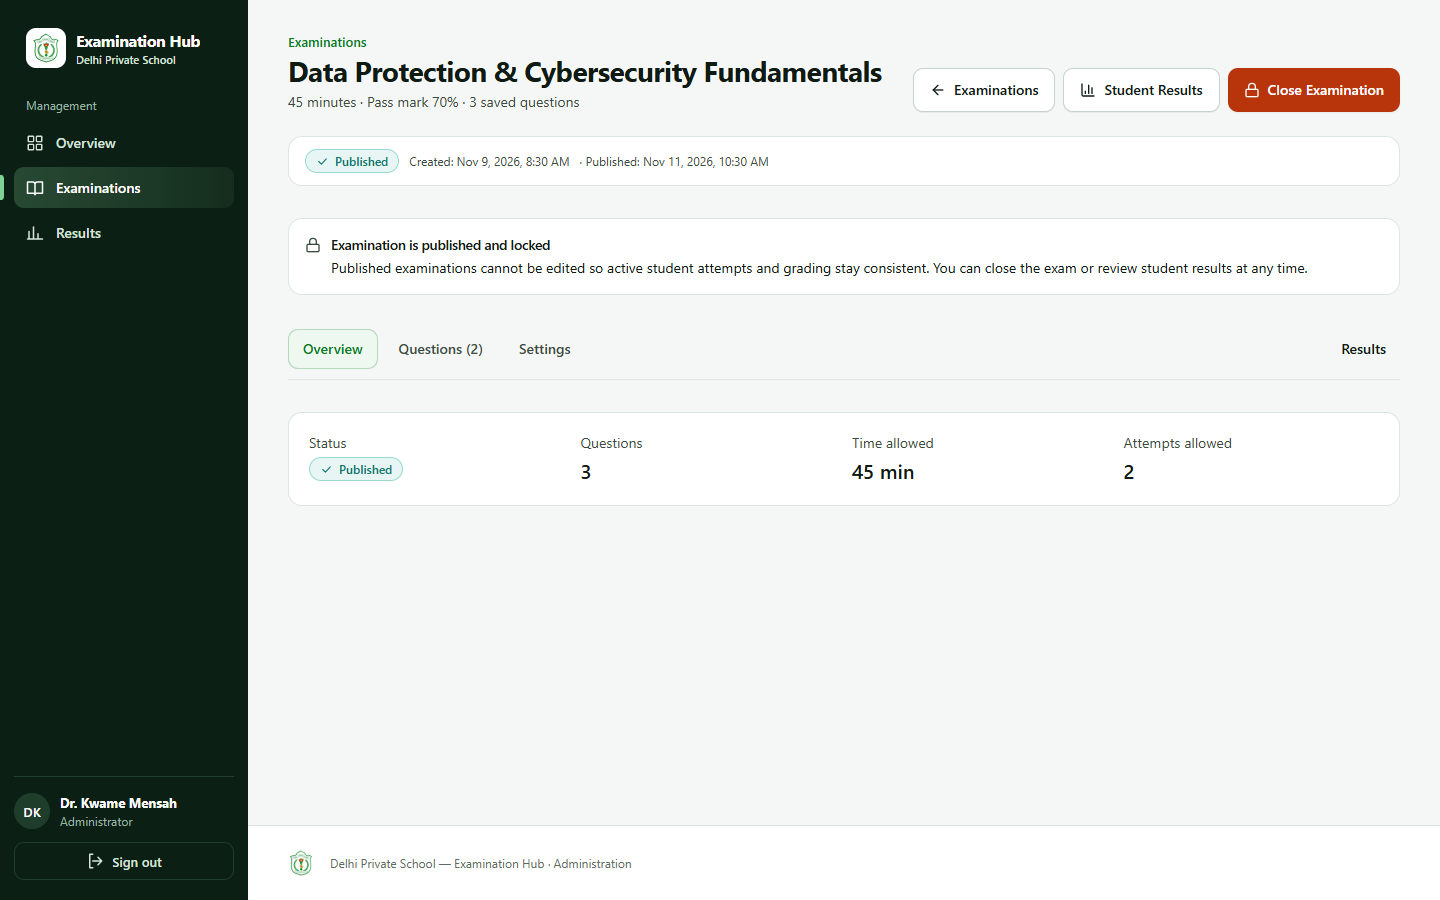 Examination Hub
Delhi Private School
Management
Overview
Examinations
Results
Dr. Kwame Mensah
DK
Administrator
Sign out
Examinations
Data Protection & Cybersecurity Fundamentals
45 minutes · Pass mark 70% · 3 saved questions
Examinations
Student Results
Close Examination
Published Created: Nov 9, 2026, 8:30 AM · Published: Nov 11, 2026, 10:30 AM
Examination is published and locked
Published examinations cannot be edited so active student attempts and grading stay consistent. You can close the exam or review student results at any time.
Overview Questions (2) Settings Results
Status Questions Time allowed Attempts allowed
Published 3 45 min 2
Delhi Private School — Examination Hub · Administration